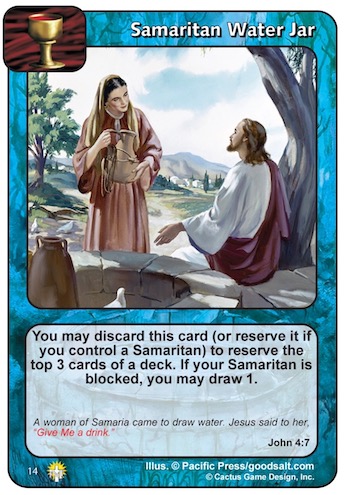 Samaritan Water Jar
You may discard this card (or reserve it if
you control a Samaritan) to reserve the
top 3 cards of a deck. If your Samaritan is
blocked, you may draw 1.
A woman of Samaria came to draw water. Jesus said to her,
“Give Me a drink.”
John 4:7
14
Illus. © Pacific Press/goodsalt.com
© Cactus Game Design, Inc.